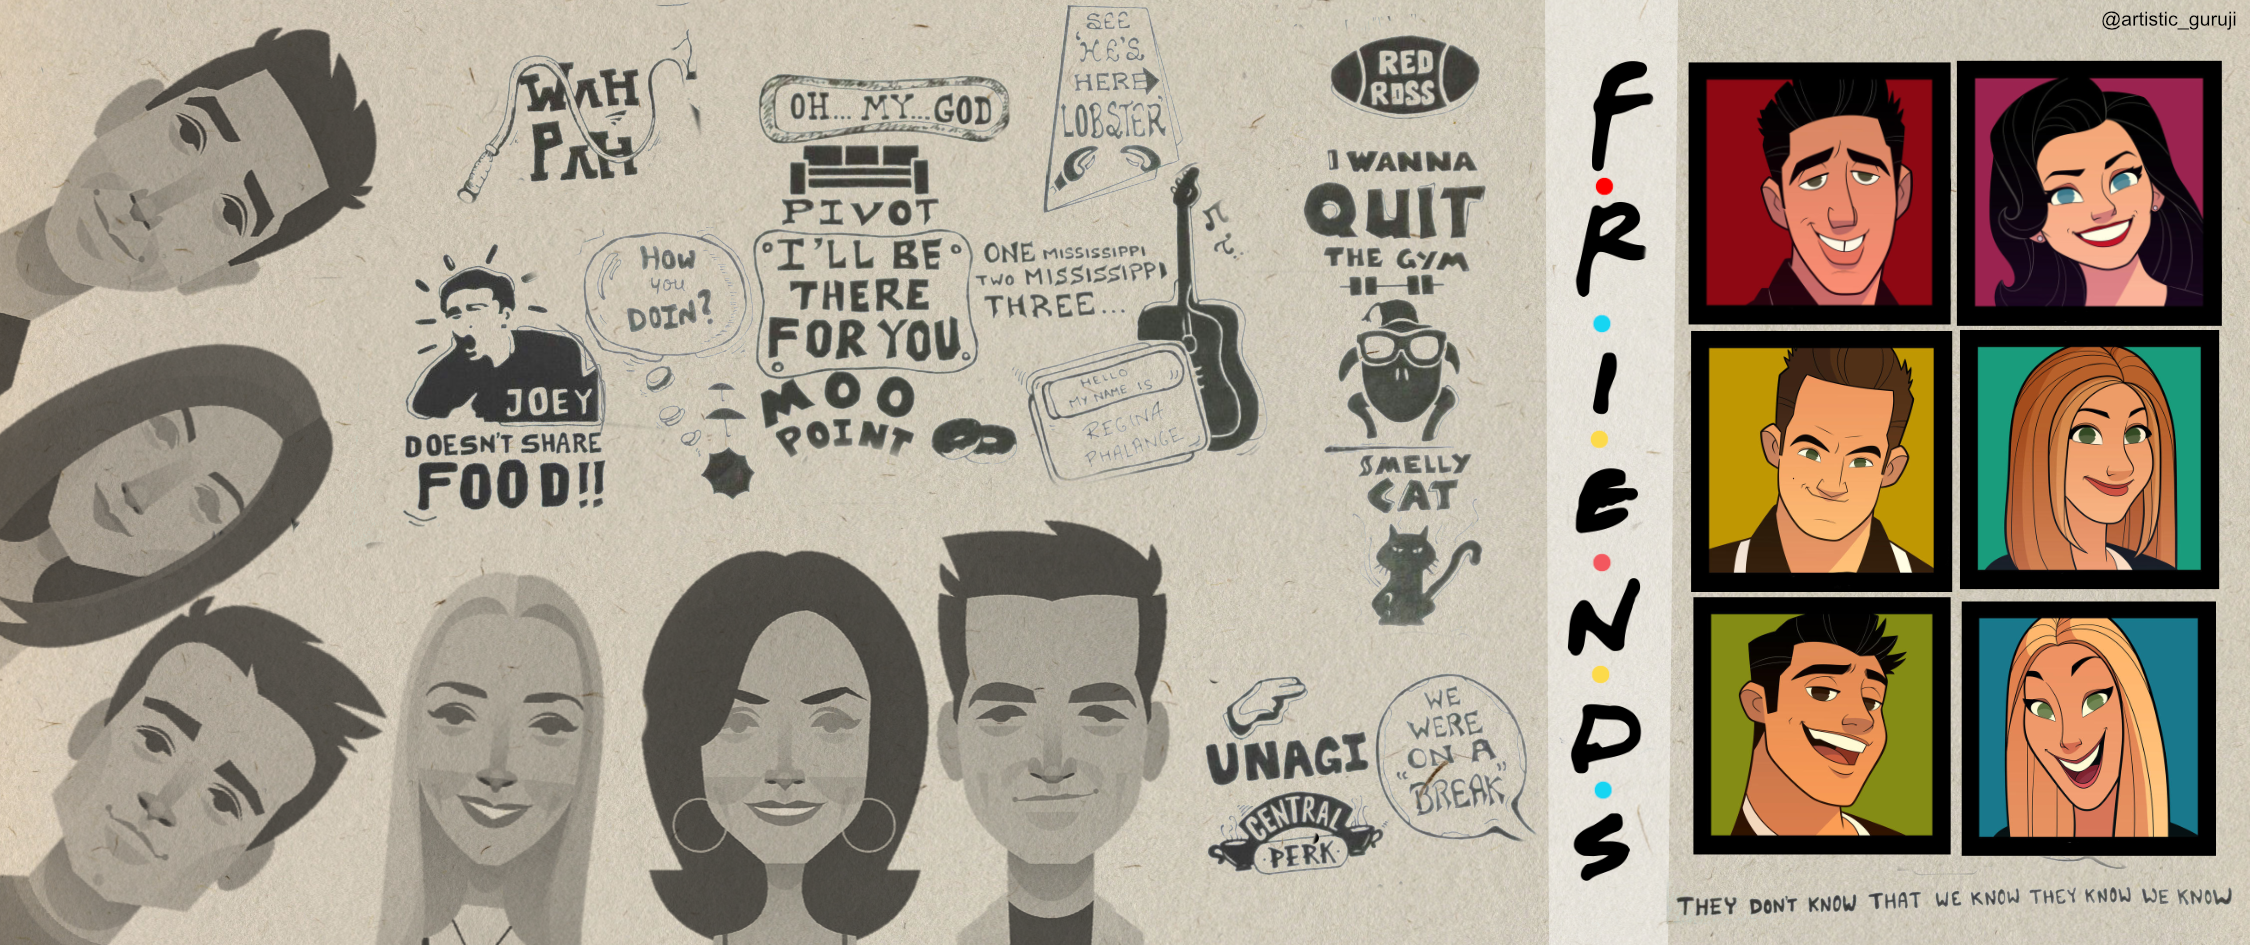 @artistic_guruji
WAH
PAH
OH... MY...GOD
PIVOT
SEE
'HE'S
HERE
LOBSTER'
RED
ROSS
I WANNA
QUIT
THE GYM
JOEY
DOESN'T SHARE
FOOD!!
HOW
YOU
DOIN?
I'LL BE
THERE
FOR YOU
MOO
POINT
ONE MISSISSIPPI
TWO MISSISSIPPI
THREE...
HELLO
MY NAME IS
REGINA
PHALANGE
SMELLY
CAT
UNAGI
CENTRAL
PERK
WE
WERE
ON A
"BREAK"
F.R.I.E.N.D.S
THEY DON'T KNOW THAT WE KNOW THEY KNOW WE KNOW